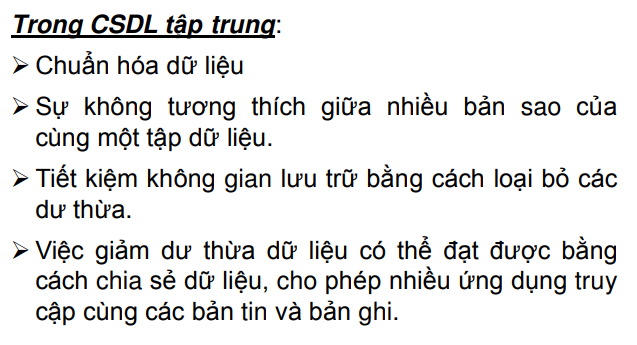 Trong CSDL tập trung:
➢ Chuẩn hóa dữ liệu
➢ Sự không tương thích giữa nhiều bản sao của
cùng một tập dữ liệu.
➢ Tiết kiệm không gian lưu trữ bằng cách loại bỏ các
dư thừa.
➢ Việc giảm dư thừa dữ liệu có thể đạt được bằng
cách chia sẻ dữ liệu, cho phép nhiều ứng dụng truy
cập cùng các bản tin và bản ghi.